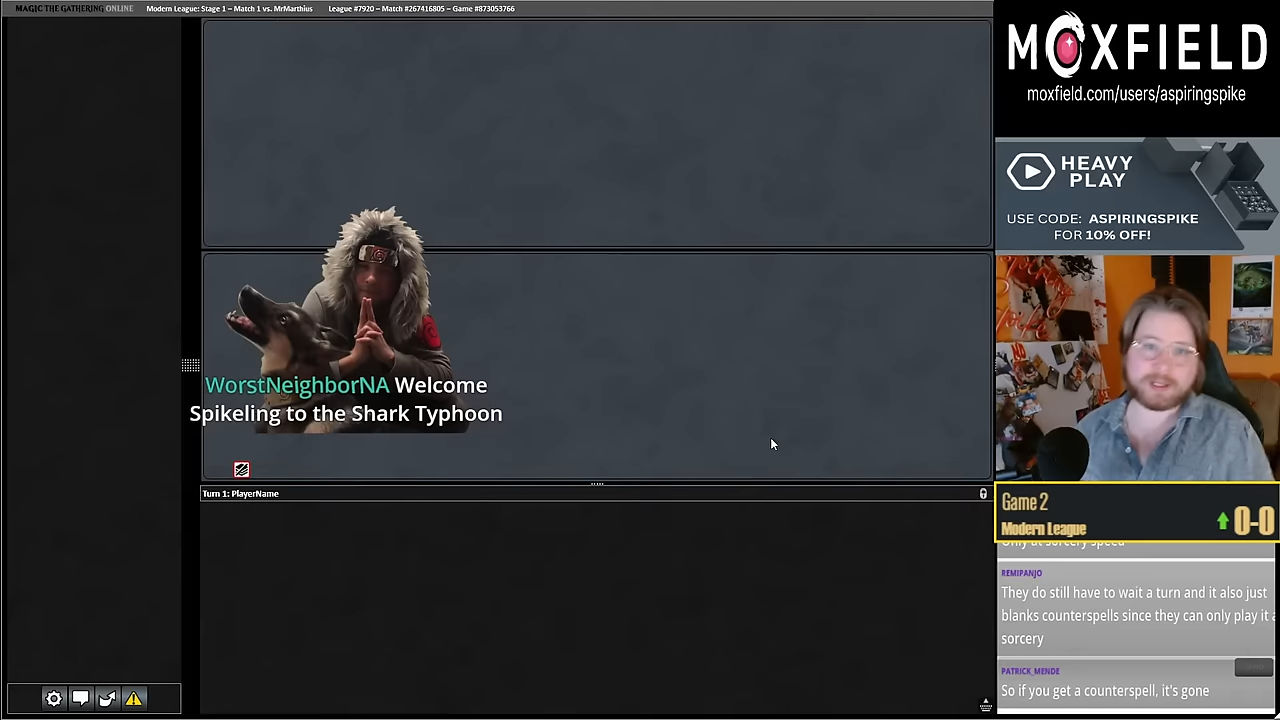 MAGIC THE GATHERING ONLINE Modern League: Stage 1 – Match 1 vs. MrMarthius League #7920 – Match #267416805 – Game #873053766
WorstNeighborNA Welcome
Spikeling to the Shark Typhoon
Turn 1: PlayerName
MOXFIELD
moxfield.com/users/aspiringspike
HEAVY
PLAY
USE CODE: ASPIRINGSPIKE
FOR 10% OFF!
Game 2
Modern League
0-0
Only at sorcery speed
REMIPANJO
They do still have to wait a turn and it also just
blanks counterspells since they can only play it a
sorcery
PATRICK_MENDE
So if you get a counterspell, it's gone